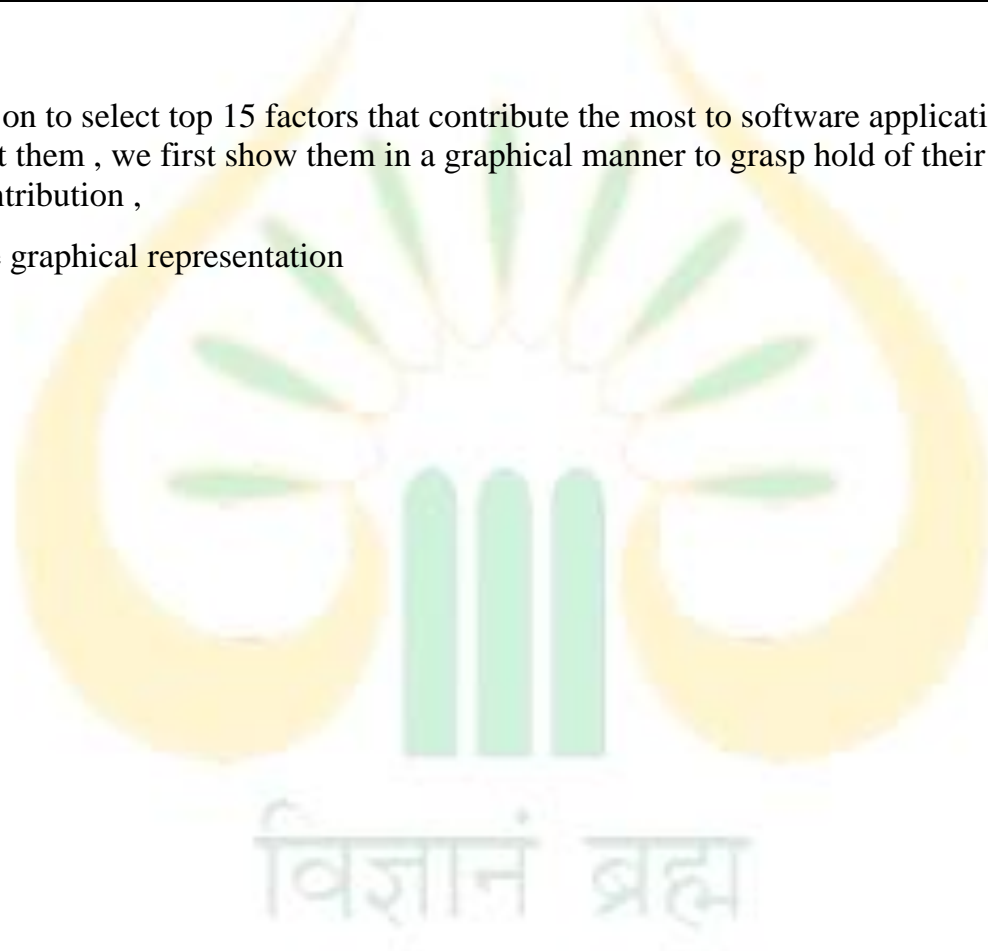 on to select top 15 factors that contribute the most to software applicati
t them , we first show them in a graphical manner to grasp hold of their
ntribution ,
graphical representation
विज्ञानं ब्रह्म